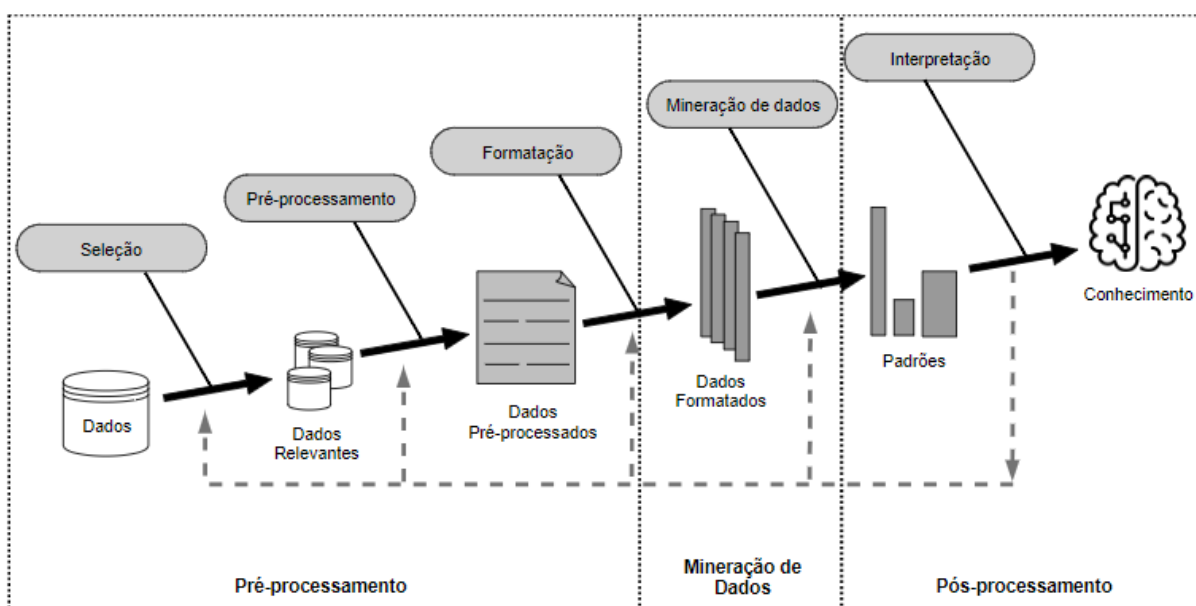 Interpretação
Mineração de dados
Formatação
Pré-processamento
Seleção
Conhecimento
Padrões
Dados
Formatados
Dados
Pré-processados
Dados
Relevantes
Dados
Pré-processamento
Mineração de
Dados
Pós-processamento